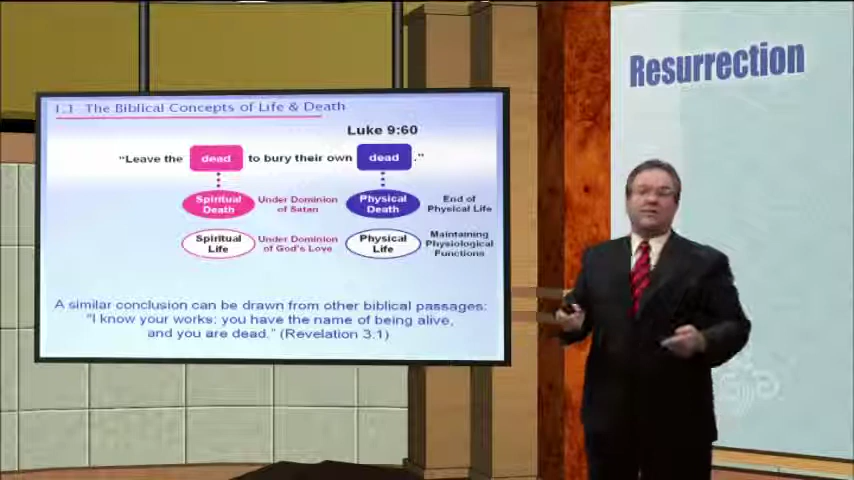 Resurrection
1.1 The Biblical Concepts of Life & Death
Luke 9:60
"Leave the dead to bury their own dead."
Spiritual Death Under Dominion of Satan Physical Death End of Physical Life
Spiritual Life Under Dominion of God's Love Physical Life Maintaining Physiological Functions
A similar conclusion can be drawn from other biblical passages:
"I know your works: you have the name of being alive,
and you are dead." (Revelation 3:1)